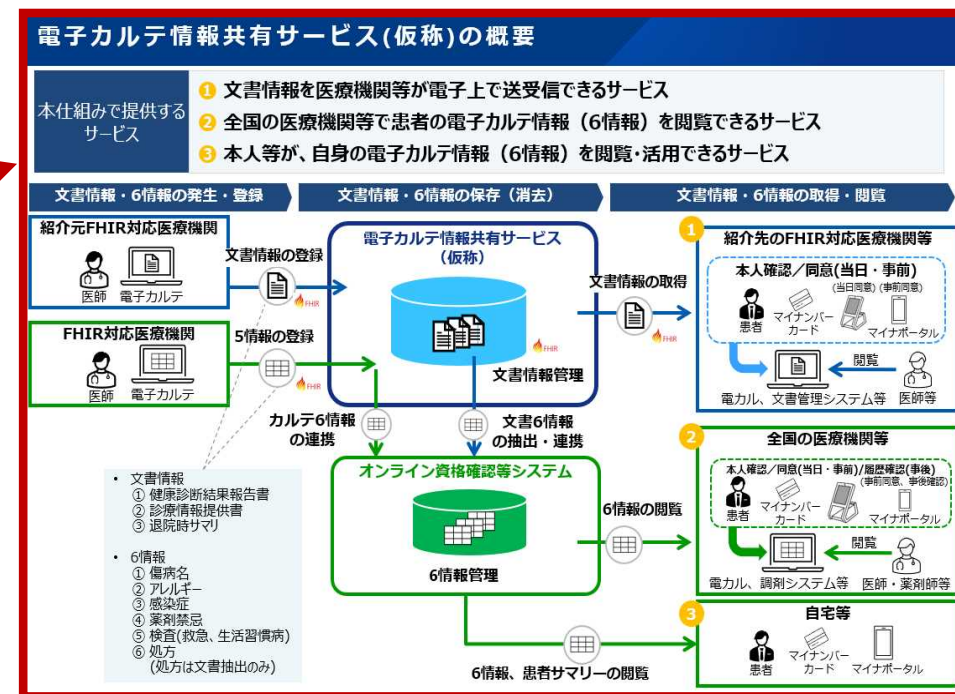 電子カルテ情報共有サービス(仮称)の概要
本仕組みで提供する
サービス
1 文書情報を医療機関等が電子上で送受信できるサービス
2 全国の医療機関等で患者の電子カルテ情報（6情報）を閲覧できるサービス
3 本人等が、自身の電子カルテ情報（6情報）を閲覧・活用できるサービス
文書情報・6情報の発生・登録
文書情報・6情報の保存（消去）
文書情報・6情報の取得・閲覧
紹介元FHIR対応医療機関
医師 電子カルテ
文書情報の登録
FHIR
FHIR対応医療機関
医師 電子カルテ
5情報の登録
FHIR
電子カルテ情報共有サービス
（仮称）
FHIR
文書情報管理
文書情報の取得
FHIR
カルテ6情報
の連携
文書6情報
の抽出・連携
オンライン資格確認等システム
6情報管理
6情報の閲覧
6情報、患者サマリーの閲覧
・ 文書情報
① 健康診断結果報告書
② 診療情報提供書
③ 退院時サマリ
・ 6情報
① 傷病名
② アレルギー
③ 感染症
④ 薬剤禁忌
⑤ 検査(救急、生活習慣病)
⑥ 処方
(処方は文書抽出のみ)
1
紹介先のFHIR対応医療機関等
本人確認／同意(当日・事前)
(当日同意) (事前同意)
患者 マイナンバー
カード
マイナポータル
閲覧
電カル、文書管理システム等 医師等
2
全国の医療機関等
本人確認／同意(当日・事前)/履歴確認(事後)
(事前同意、事後確認)
患者 マイナンバー
カード
マイナポータル
閲覧
電カル、調剤システム等 医師・薬剤師等
3
自宅等
患者 マイナンバー
カード
マイナポータル